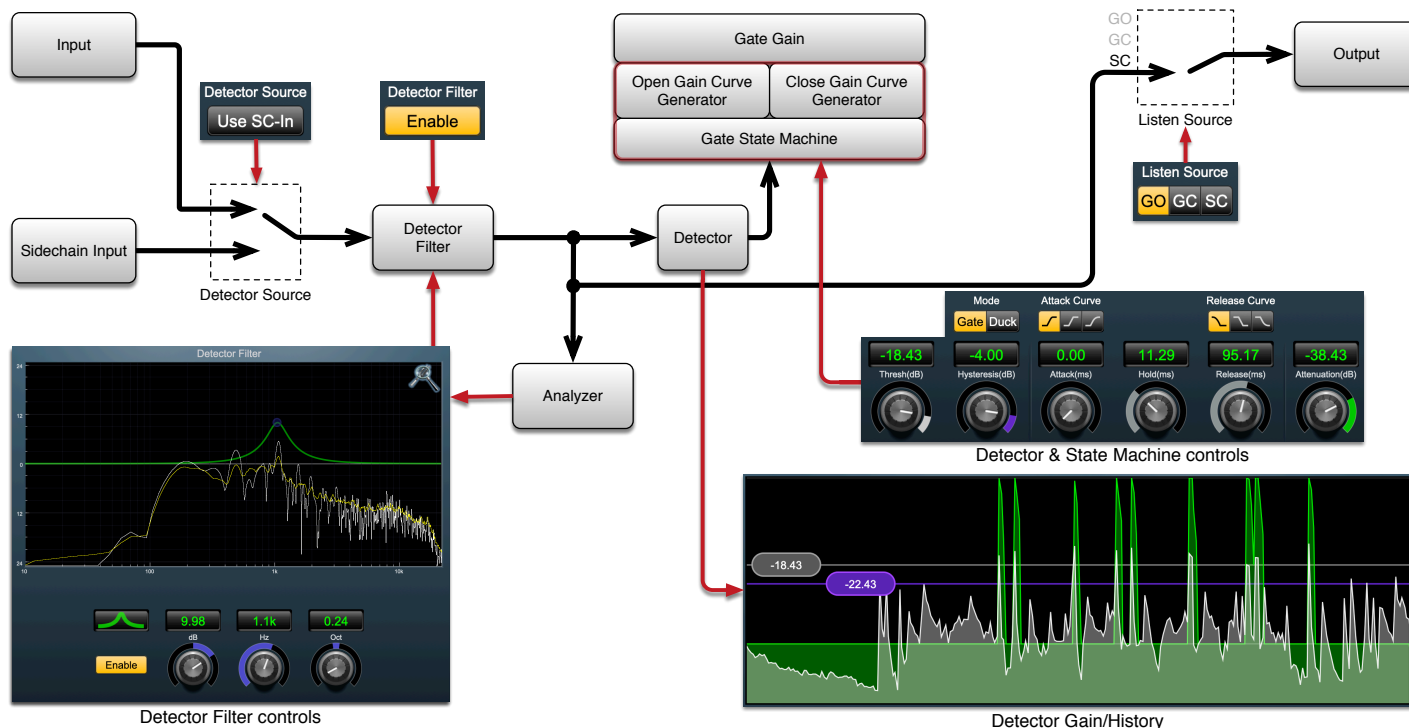 Input
Gate Gain
GO
GC
SC
Output
Open Gain Curve
Generator
Close Gain Curve
Generator
Detector Source
Use SC-In
Detector Filter
Enable
Gate State Machine
Listen Source
Listen Source
GO GC SC
Sidechain Input
Detector
Filter
Detector
Detector Source
Mode
Attack Curve
Release Curve
Gate Duck
-18.43
-4.00
0.00
11.29
95.17
-38.43
Thresh(dB)
Hysteresis(dB)
Attack(ms)
Hold(ms)
Release(ms)
Attenuation(dB)
Detector & State Machine controls
Analyzer
Detector Filter
24
12
0
12
24
10
100
1k
10k
9.98
1.1k
0.24
dB
Hz
Oct
Enable
Detector Filter controls
-18.43
-22.43
Detector Gain/History